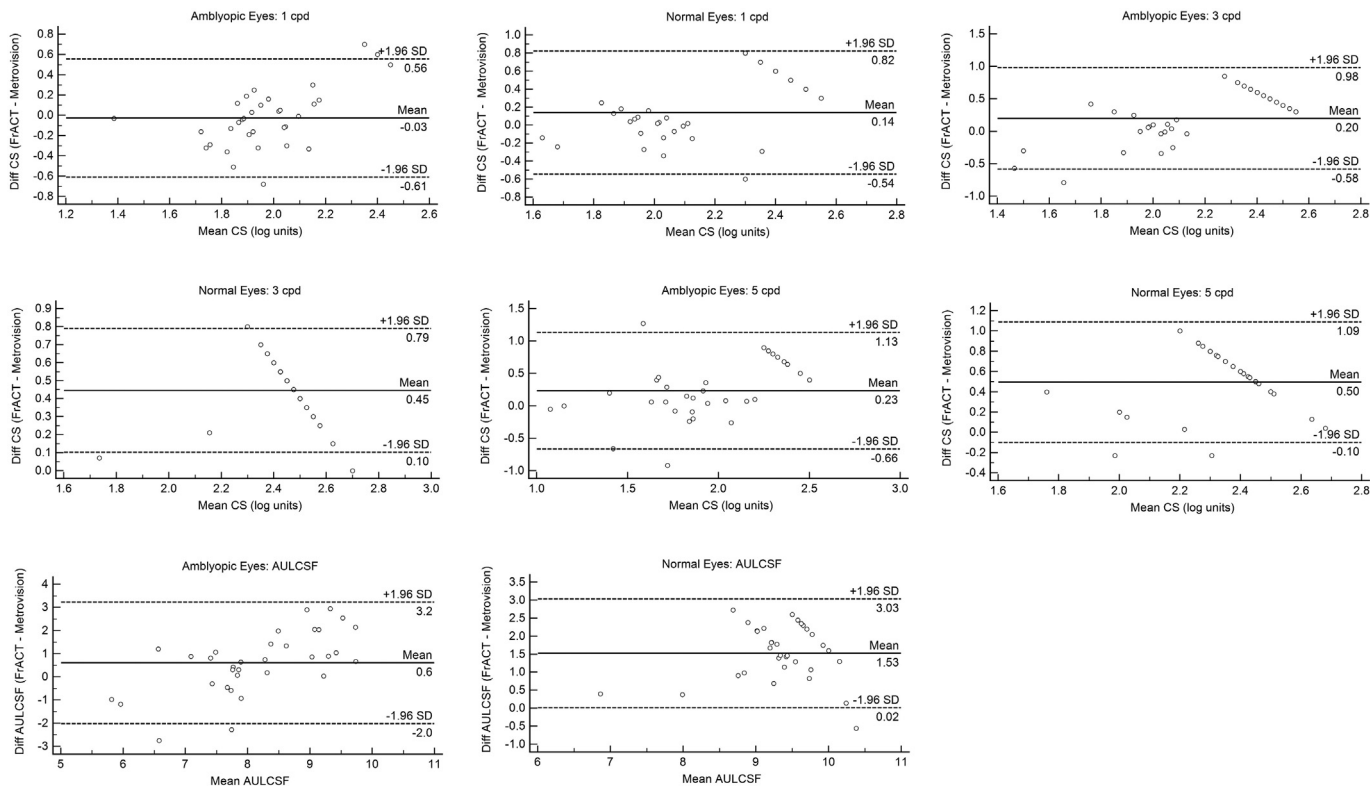 Amblyopic Eyes: 1 cpd
Diff CS (FrACT - Metrovision)
0.8
0.6
0.4
0.2
0.0
-0.2
-0.4
-0.6
-0.8
+1.96 SD
0.56
Mean
-0.03
-1.96 SD
-0.61
1.2 1.4 1.6 1.8 2.0 2.2 2.4 2.6
Mean CS (log units)
Normal Eyes: 1 cpd
Diff CS (FrACT - Metrovision)
1.0
0.8
0.6
0.4
0.2
0.0
-0.2
-0.4
-0.6
-0.8
+1.96 SD
0.82
Mean
0.14
-1.96 SD
-0.54
1.6 1.8 2.0 2.2 2.4 2.6 2.8
Mean CS (log units)
Amblyopic Eyes: 3 cpd
Diff CS (FrACT - Metrovision)
1.5
1.0
0.5
0.0
-0.5
-1.0
+1.96 SD
0.98
Mean
0.20
-1.96 SD
-0.58
1.4 1.6 1.8 2.0 2.2 2.4 2.6 2.8
Mean CS (log units)
Normal Eyes: 3 cpd
Diff CS (FrACT - Metrovision)
0.9
0.8
0.7
0.6
0.5
0.4
0.3
0.2
0.1
0.0
+1.96 SD
0.79
Mean
0.45
-1.96 SD
0.10
1.6 1.8 2.0 2.2 2.4 2.6 2.8 3.0
Mean CS (log units)
Amblyopic Eyes: 5 cpd
Diff CS (FrACT - Metrovision)
1.5
1.0
0.5
0.0
-0.5
-1.0
+1.96 SD
1.13
Mean
0.23
-1.96 SD
-0.66
1.0 1.5 2.0 2.5 3.0
Mean CS (log units)
Normal Eyes: 5 cpd
Diff CS (FrACT - Metrovision)
1.2
1.0
0.8
0.6
0.4
0.2
0.0
-0.2
-0.4
+1.96 SD
1.09
Mean
0.50
-1.96 SD
-0.10
1.6 1.8 2.0 2.2 2.4 2.6 2.8
Mean CS (log units)
Amblyopic Eyes: AULCSF
Diff AULCSF (FrACT - Metrovision)
4
3
2
1
0
-1
-2
-3
+1.96 SD
3.2
Mean
0.6
-1.96 SD
-2.0
5 6 7 8 9 10 11
Mean AULCSF
Normal Eyes: AULCSF
Diff AULCSF (FrACT - Metrovision)
3.5
3.0
2.5
2.0
1.5
1.0
0.5
0.0
-0.5
-1.0
+1.96 SD
3.03
Mean
1.53
-1.96 SD
0.02
6 7 8 9 10 11
Mean AULCSF